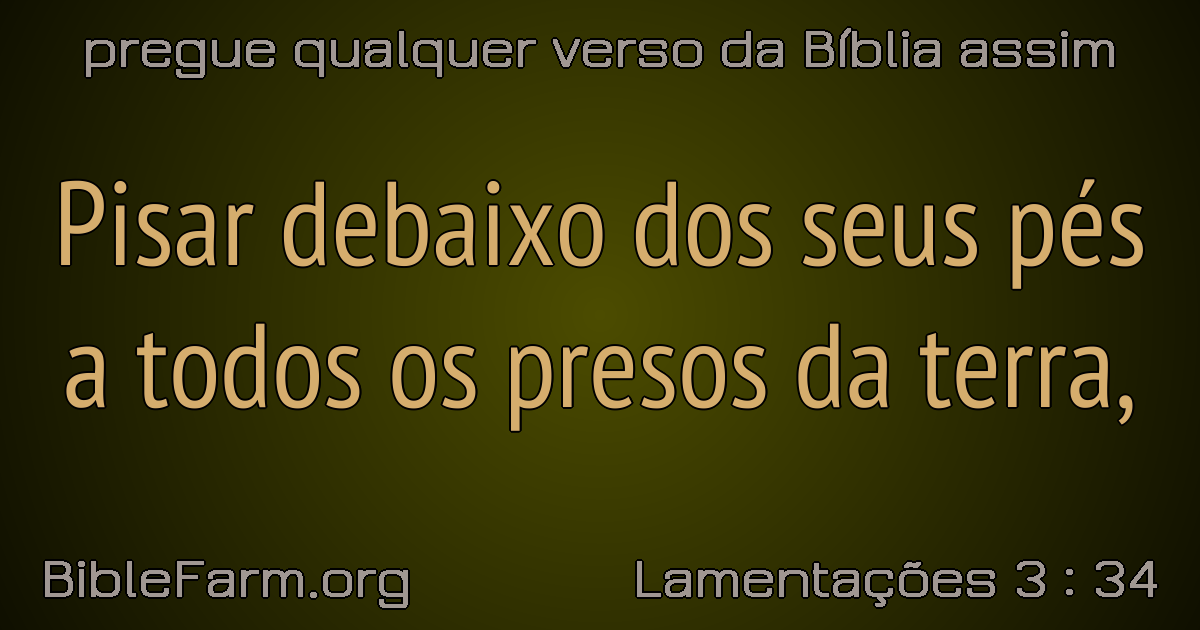 pregue qualquer verso da Bíblia assim
Pisar debaixo dos seus pés
a todos os presos da terra,
BibleFarm.org
Lamentações 3 : 34